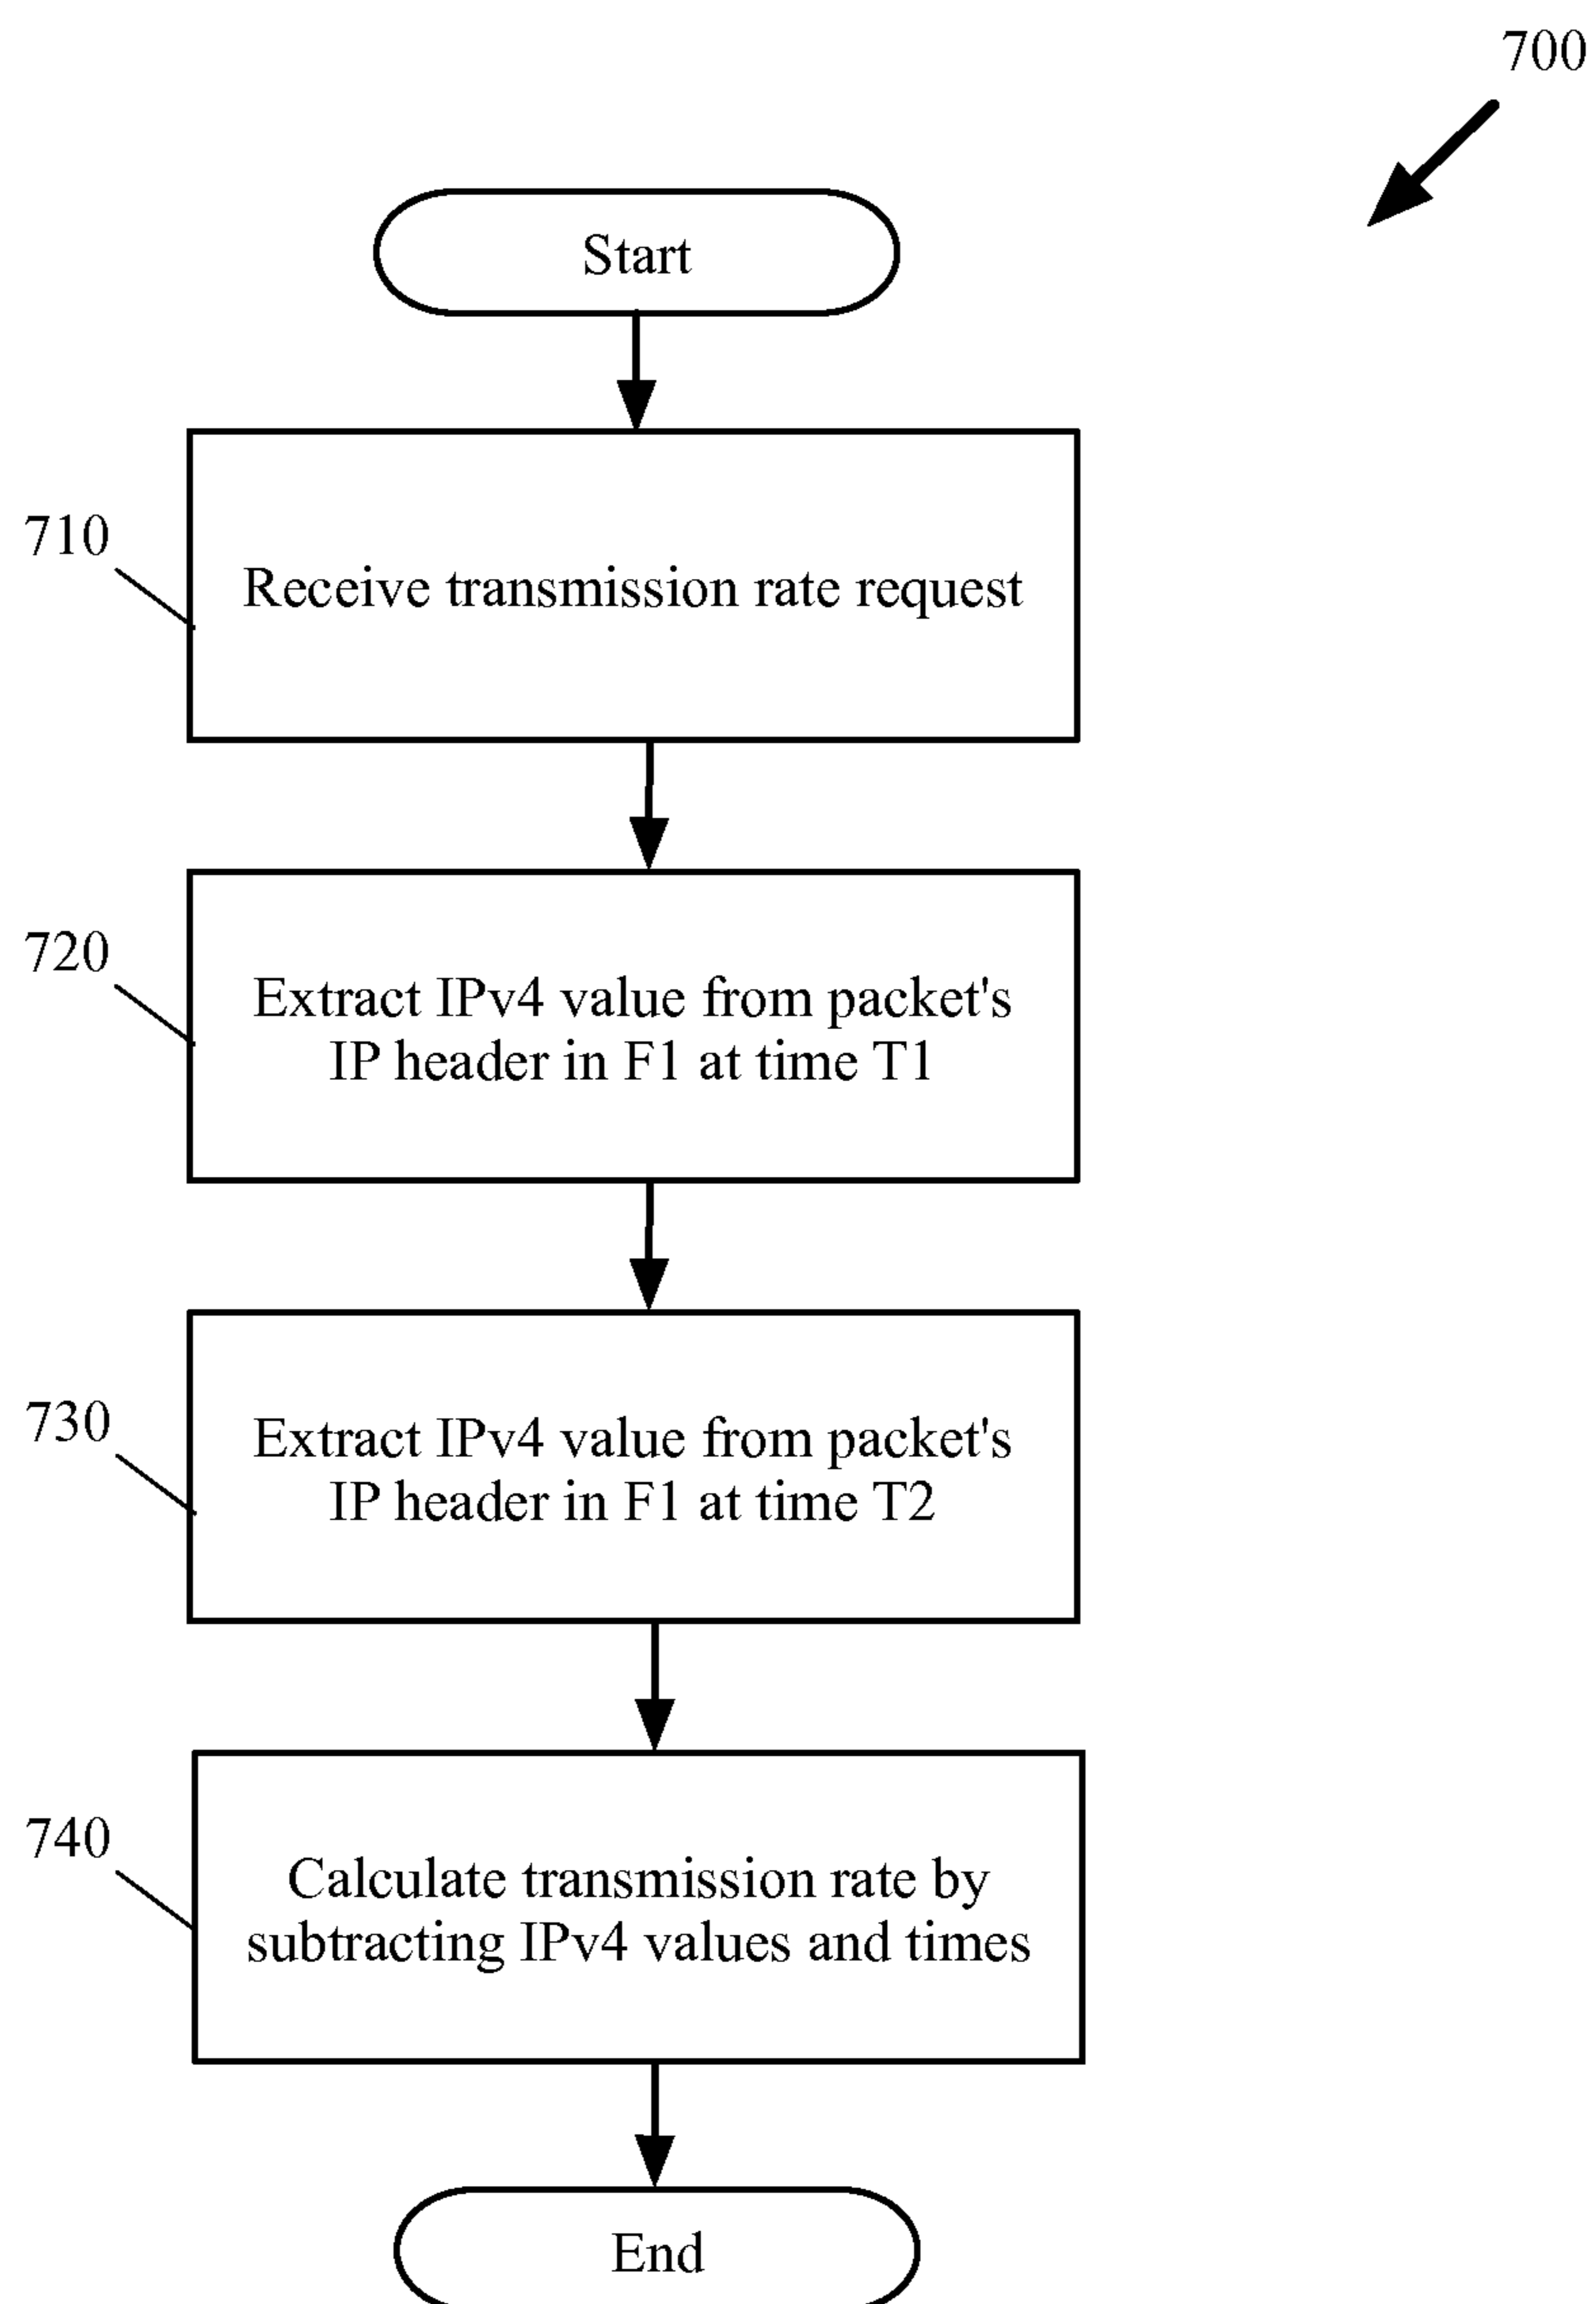 700
Start
710
Receive transmission rate request
720
Extract IPv4 value from packet's
IP header in F1 at time T1
730
Extract IPv4 value from packet's
IP header in F1 at time T2
740
Calculate transmission rate by
subtracting IPv4 values and times
End